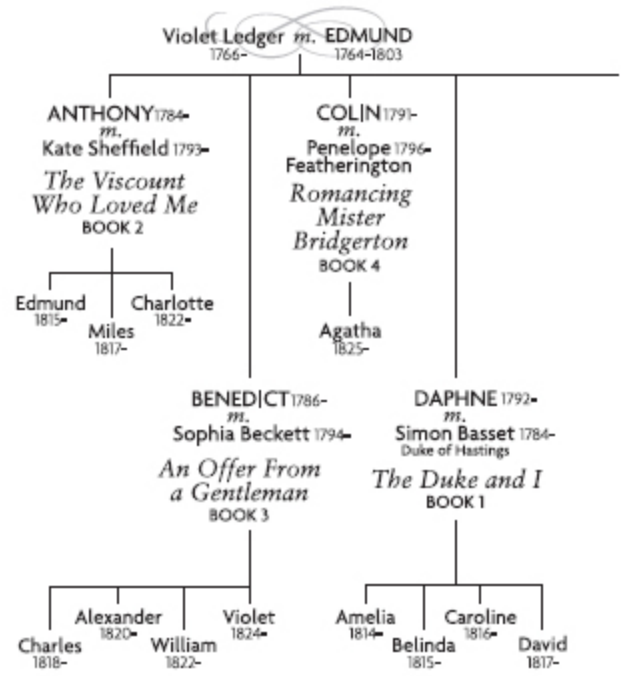 Violet Ledger m. EDMUND
1766- 1764-1803
ANTHONY 1784-
m.
Kate Sheffield 1793-
The Viscount
Who Loved Me
BOOK 2
Edmund
1815-
Miles
1817-
Charlotte
1822-
COLIN 1791-
m.
Penelope 1796-
Featherington
Romancing
Mister
Bridgerton
BOOK 4
Agatha
1825-
BENEDICT 1786-
m.
Sophia Beckett 1794-
An Offer From
a Gentleman
BOOK 3
Charles
1818-
Alexander
1820-
William
1822-
Violet
1824-
DAPHNE 1792-
m.
Simon Basset 1784-
Duke of Hastings
The Duke and I
BOOK 1
Amelia
1814-
Belinda
1815-
Caroline
1816-
David
1817-